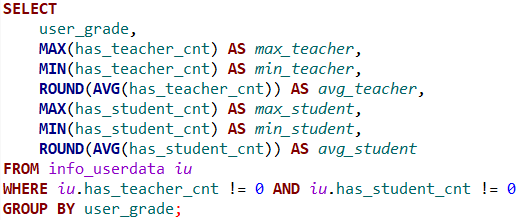 SELECT
user_grade,
MAX(has_teacher_cnt) AS max_teacher,
MIN(has_teacher_cnt) AS min_teacher,
ROUND(AVG(has_teacher_cnt)) AS avg_teacher,
MAX(has_student_cnt) AS max_student,
MIN(has_student_cnt) AS min_student,
ROUND(AVG(has_student_cnt)) AS avg_student
FROM info_userdata iu
WHERE iu.has_teacher_cnt != 0 AND iu.has_student_cnt != 0
GROUP BY user_grade;